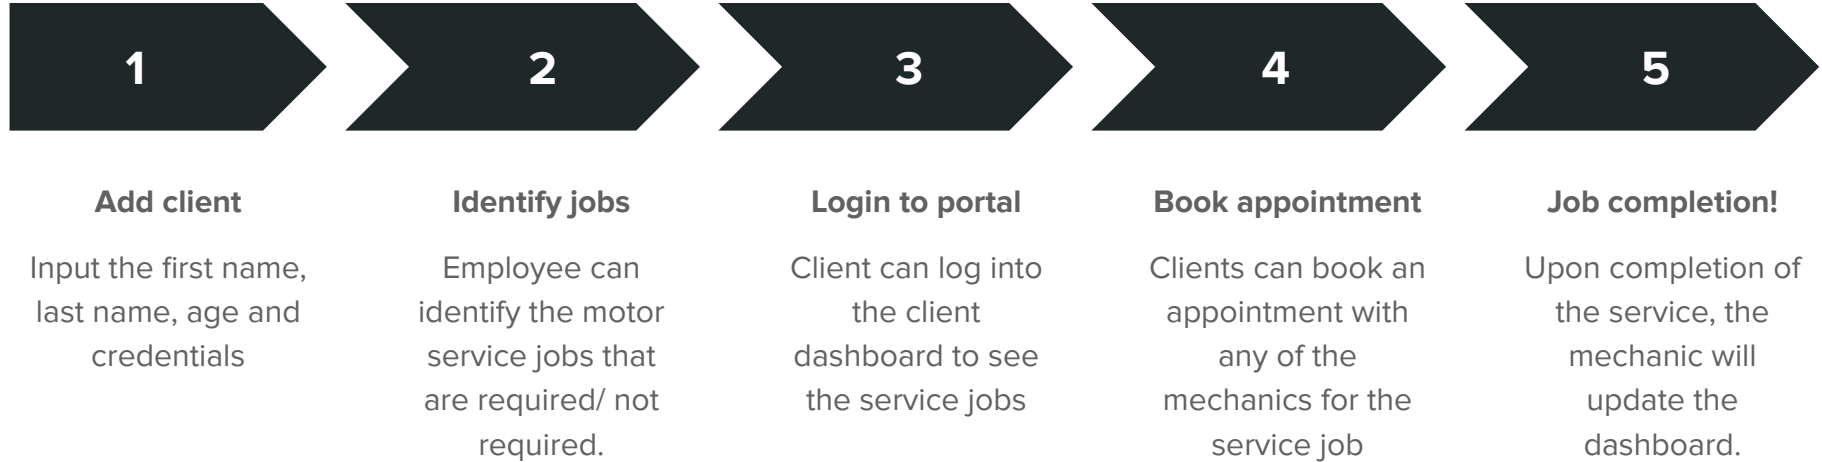 1
2
3
4
5
Add client
Input the first name,
last name, age and
credentials
Identify jobs
Employee can
identify the motor
service jobs that
are required/ not
required.
Login to portal
Client can log into
the client
dashboard to see
the service jobs
Book appointment
Clients can book an
appointment with
any of the
mechanics for the
service job
Job completion!
Upon completion of
the service, the
mechanic will
update the
dashboard.